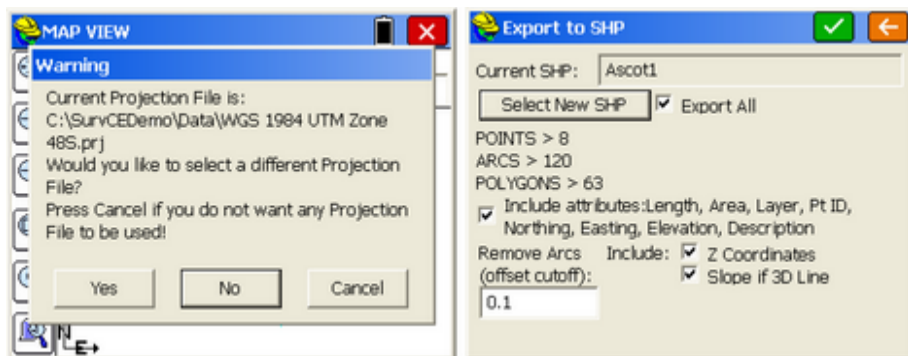 MAP VIEW
Warning
Current Projection File is:
C:\SurvCEDemo\Data\WGS 1984 UTM Zone
48S.prj
Would you like to select a different Projection
File?
Press Cancel if you do not want any Projection
File to be used!
Yes No Cancel
N
E
Export to SHP
Current SHP: Ascot1
Select New SHP Export All
POINTS > 8
ARCS > 120
POLYGONS > 63
Include attributes:Length, Area, Layer, Pt ID,
Northing, Easting, Elevation, Description
Remove Arcs Include: Z Coordinates
(offset cutoff): Slope if 3D Line
0.1